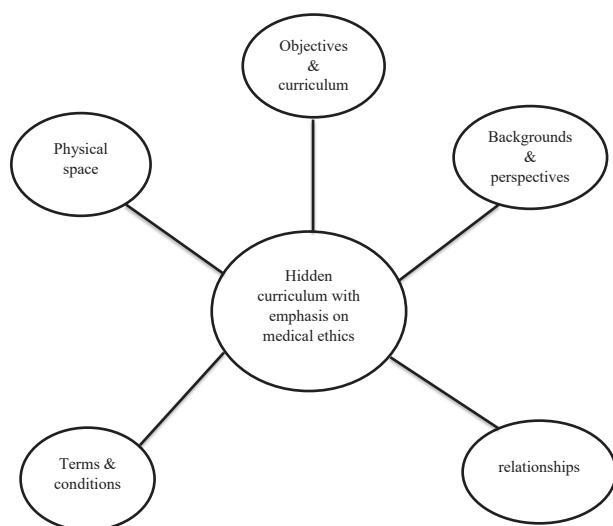 Objectives
&
curriculum
Physical
space
Backgrounds
&
perspectives
Hidden
curriculum with
emphasis on
medical ethics
Terms &
conditions
relationships